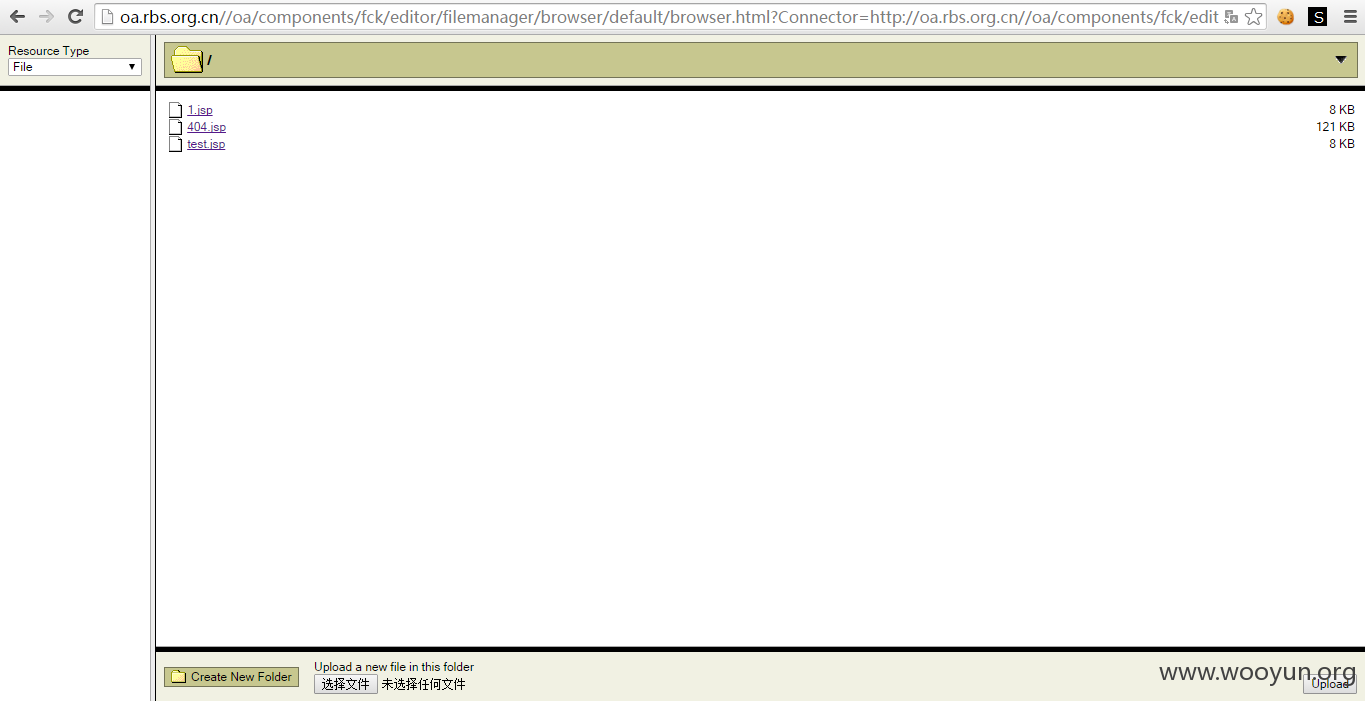 oa.rbs.org.cn//oa/components/fck/editor/filemanager/browser/default/browser.html?Connector=http://oa.rbs.org.cn//oa/components/fck/edit
S
Resource Type
File
/
1.jsp 8 KB
404.jsp 121 KB
test.jsp 8 KB
Create New Folder
Upload a new file in this folder
选择文件 未选择任何文件
www.wooyun.org
Upload